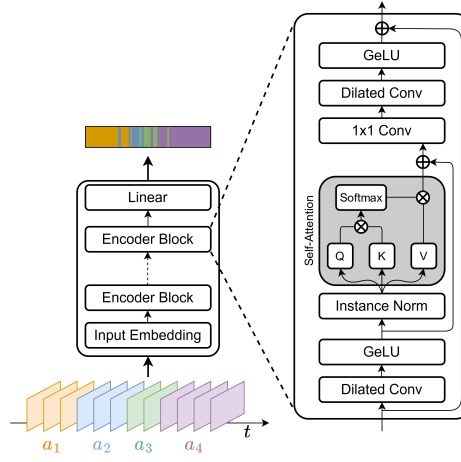 Linear
Encoder Block
Encoder Block
Input Embedding
a1 a2 a3 a4 t
GeLU
Dilated Conv
1x1 Conv
Self-Attention
Softmax
Q K V
Instance Norm
GeLU
Dilated Conv